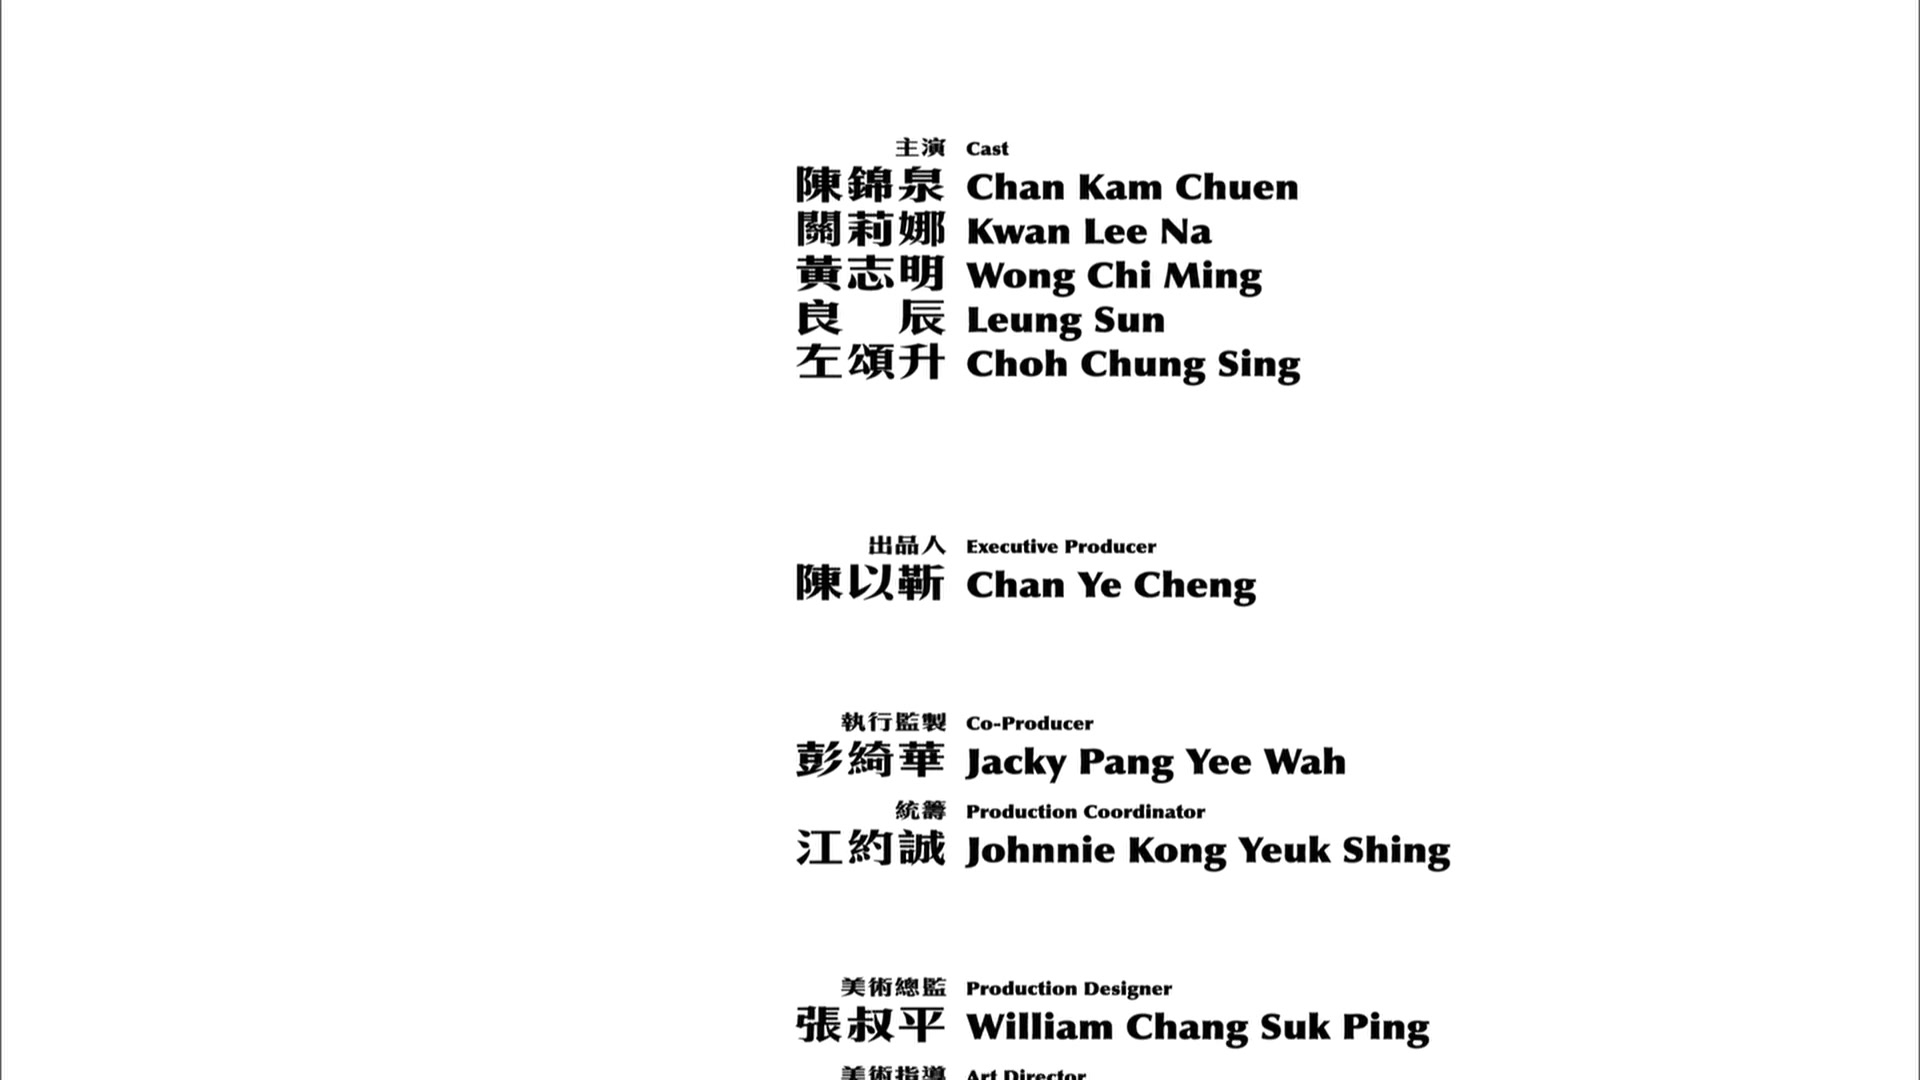 主演 Cast
陳錦泉 Chan Kam Chuen
關莉娜 Kwan Lee Na
黃志明 Wong Chi Ming
良辰 Leung Sun
左頌升 Choh Chung Sing
出品人 Executive Producer
陳以靳 Chan Ye Cheng
執行監製 Co-Producer
彭綺華 Jacky Pang Yee Wah
統籌 Production Coordinator
江約誠 Johnnie Kong Yeuk Shing
美術總監 Production Designer
張叔平 William Chang Suk Ping
美術指導 Art Director